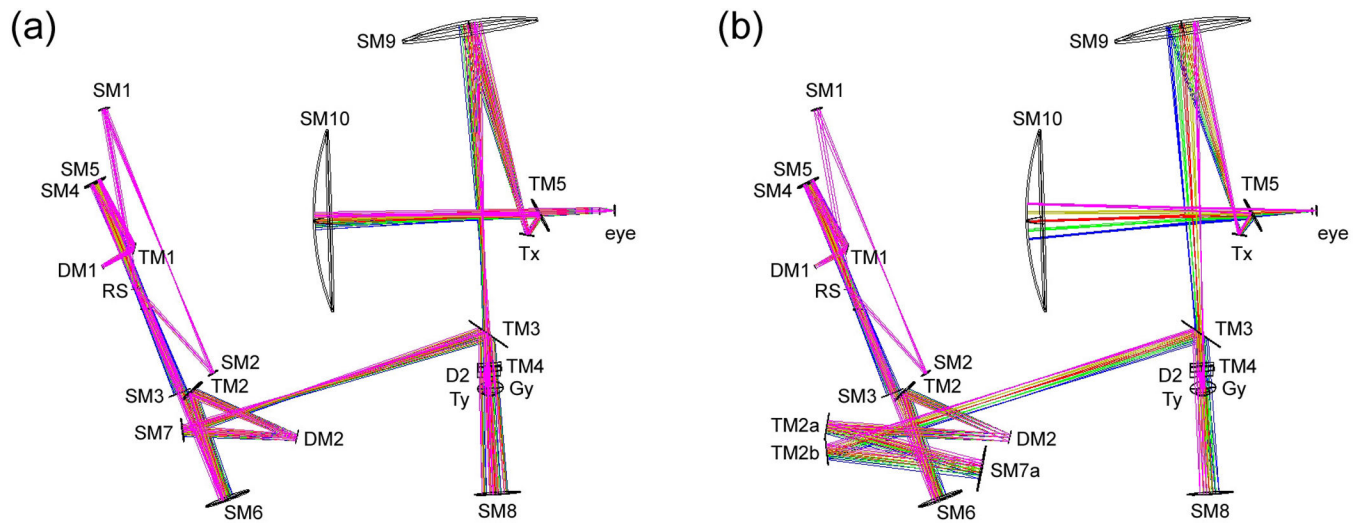 (a)
SM9
SM1
SM10
SM5
SM4
TM5
eye
Tx
TM1
DM1
RS
TM3
SM2
TM4
TM2
D2
SM3
Ty
Gy
SM7
DM2
SM6
SM8
(b)
SM9
SM1
SM10
SM5
SM4
TM5
eye
Tx
TM1
DM1
RS
TM3
SM2
TM4
TM2
D2
SM3
Ty
Gy
TM2a
DM2
TM2b
SM7a
SM6
SM8